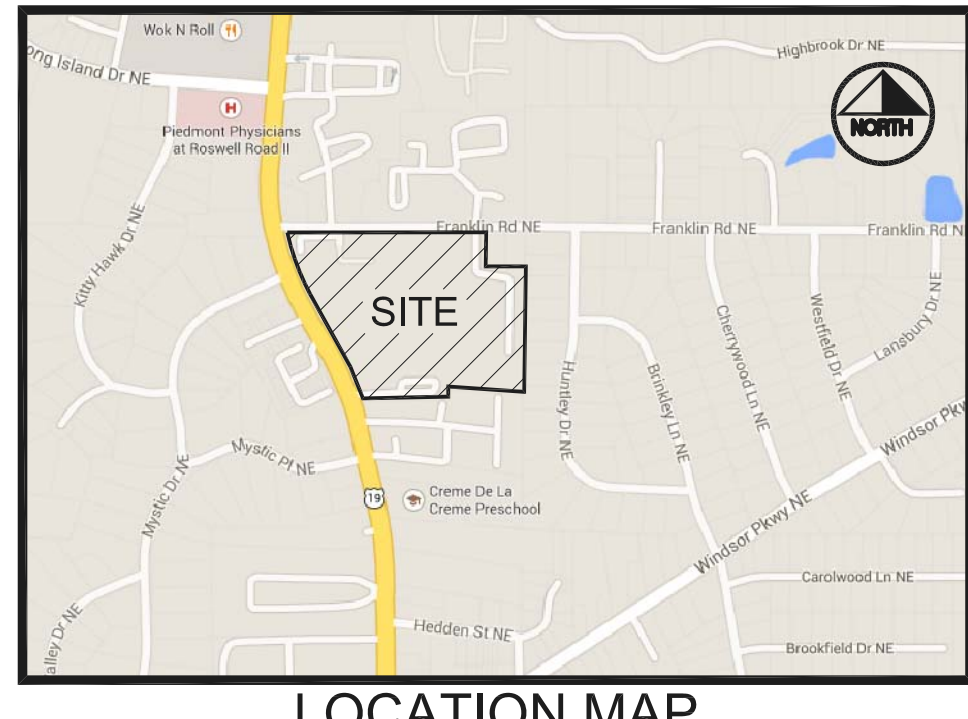 Wok N Roll
Highbrook Dr NE
ong Island Dr NE
H
Piedmont Physicians
at Roswell Road II
NORTH
Kitty Hawk Dr NE
Franklin Rd NE
Franklin Rd NE
Franklin Rd N
SITE
Huntley Dr NE
Brinkley Ln NE
Cherrywood Ln NE
Westfield Dr NE
Lansbury Dr NE
Windsor Pkw
Mystic Pl NE
Mystic Dr NE
19
Creme De La
Creme Preschool
Windsor Pkwy NE
Carolwood Ln NE
alley Dr NE
Hedden St NE
Brookfield Dr NE
LOCATION MAP